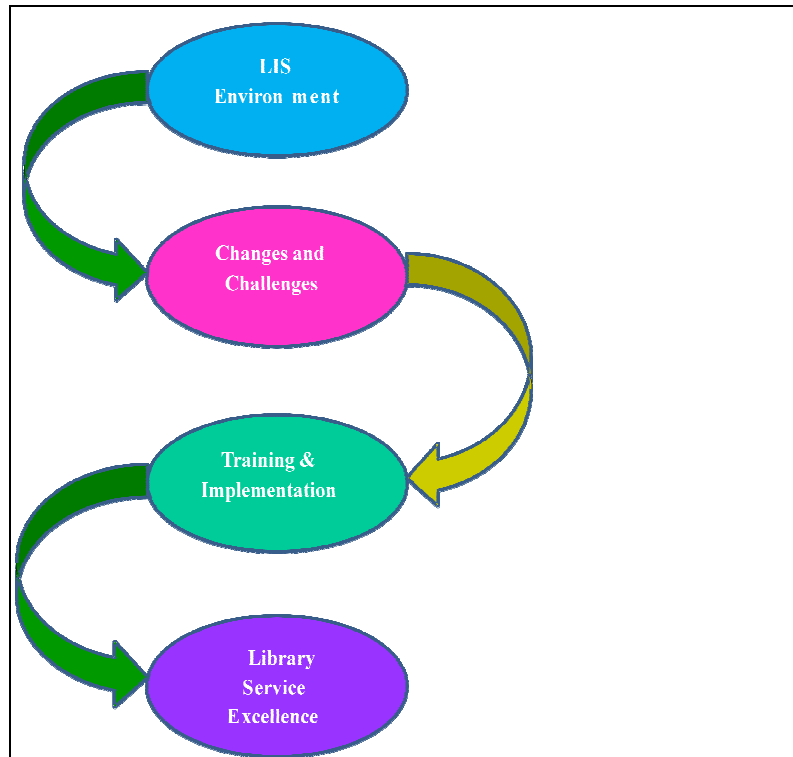 LIS
Environ ment
Changes and
Challenges
Training &
Implementation
Library
Service
Excellence